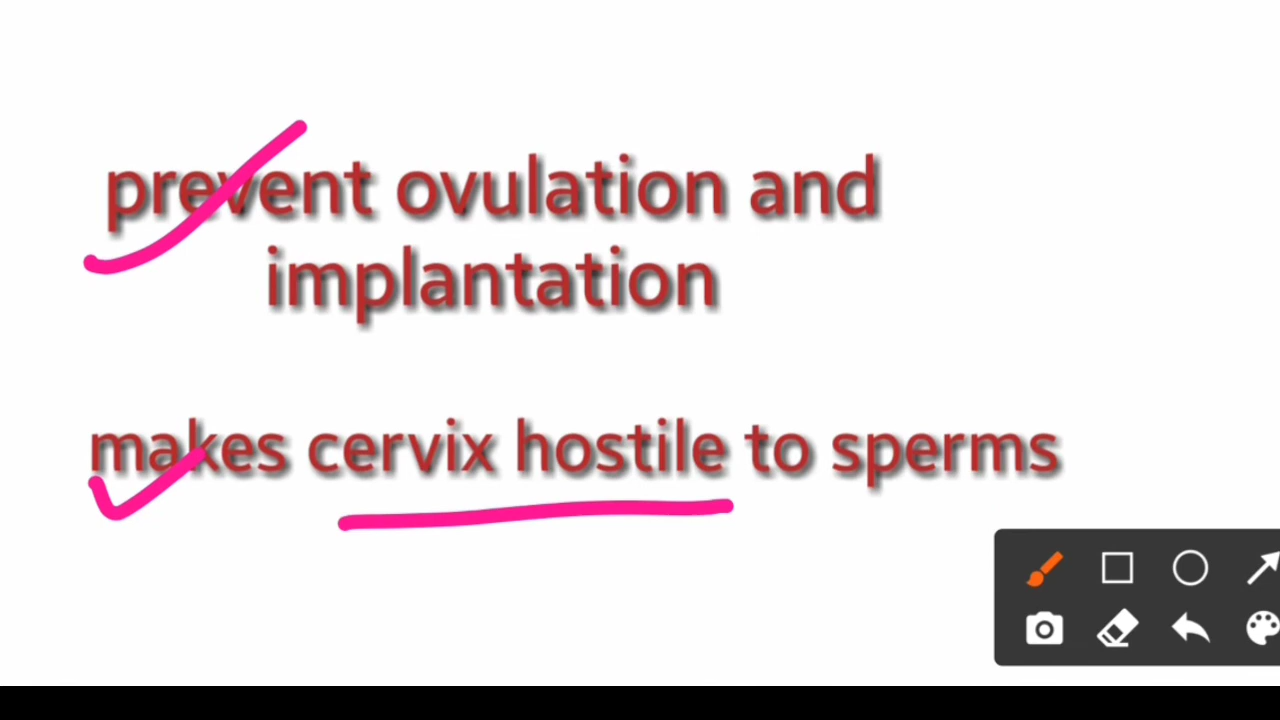 prevent ovulation and
implantation
makes cervix hostile to sperms